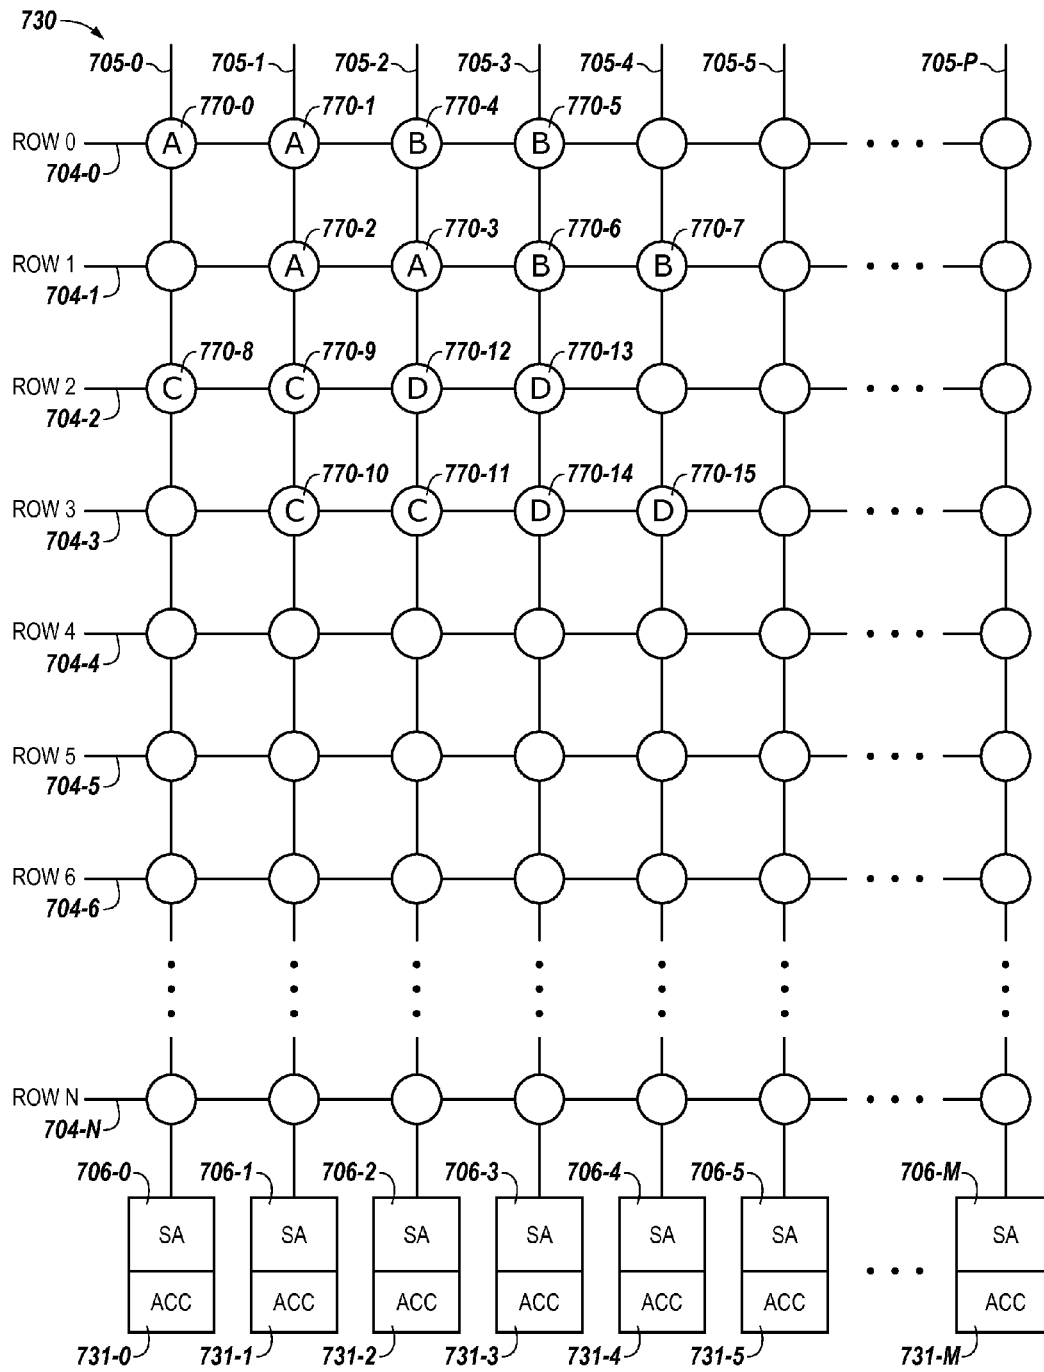 730
705-0 705-1 705-2 705-3 705-4 705-5 705-P
770-0 770-1 770-4 770-5
ROW 0 A A B B
704-0
770-2 770-3 770-6 770-7
ROW 1 A A B B
704-1
770-8 770-9 770-12 770-13
ROW 2 C C D D
704-2
770-10 770-11 770-14 770-15
ROW 3 C C D D
704-3
ROW 4
704-4
ROW 5
704-5
ROW 6
704-6
ROW N
704-N
706-0 706-1 706-2 706-3 706-4 706-5 706-M
SA SA SA SA SA SA SA
ACC ACC ACC ACC ACC ACC ACC
731-0 731-1 731-2 731-3 731-4 731-5 731-M